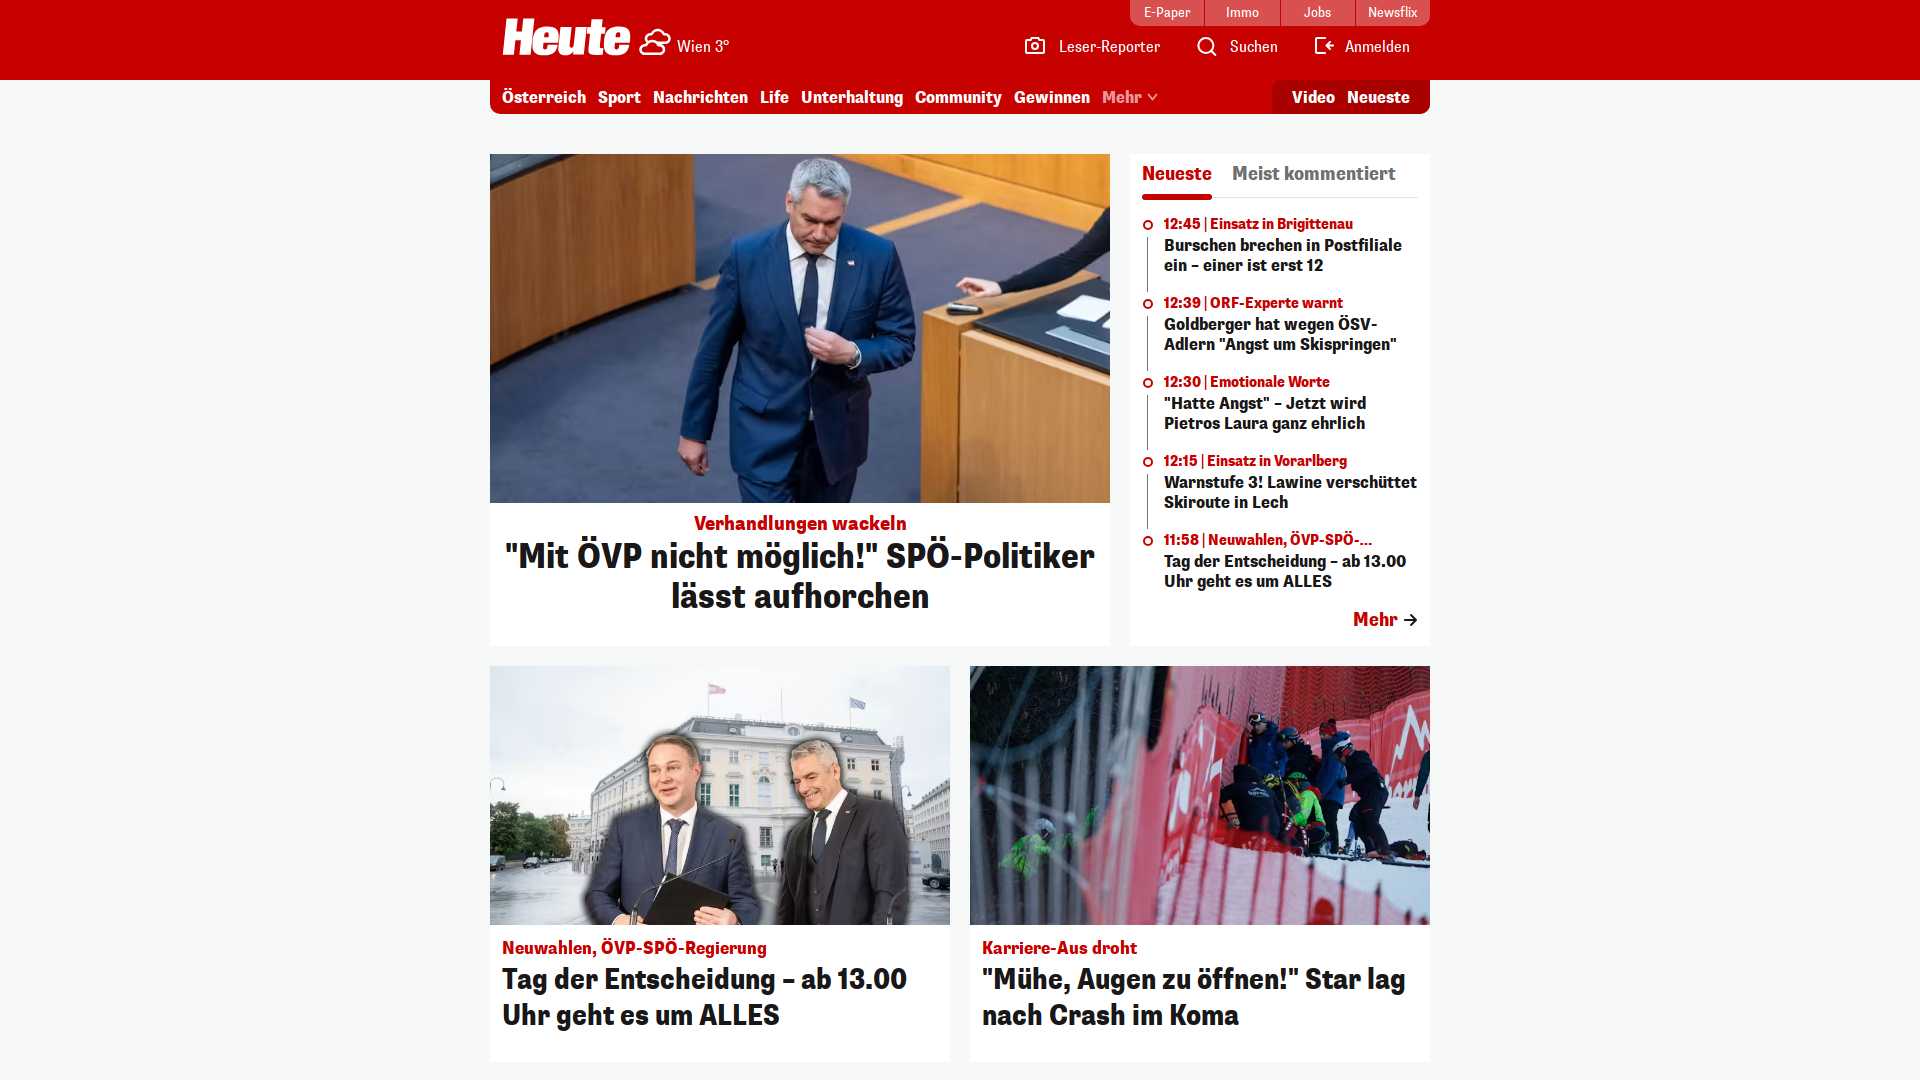 E-Paper
Immo
Jobs
Newsflix
Heute
Wien 3°
Leser-Reporter
Suchen
Anmelden
Österreich
Sport
Nachrichten
Life
Unterhaltung
Community
Gewinnen
Mehr
Video
Neueste
Verhandlungen wackeln
"Mit ÖVP nicht möglich!" SPÖ-Politiker
lässt aufhorchen
Neueste
Meist kommentiert
12:45 | Einsatz in Brigittenau
Burschen brechen in Postfiliale
ein – einer ist erst 12
12:39 | ORF-Experte warnt
Goldberger hat wegen ÖSV-
Adlern "Angst um Skispringen"
12:30 | Emotionale Worte
"Hatte Angst" – Jetzt wird
Pietros Laura ganz ehrlich
12:15 | Einsatz in Vorarlberg
Warnstufe 3! Lawine verschüttet
Skiroute in Lech
11:58 | Neuwahlen, ÖVP-SPÖ-...
Tag der Entscheidung – ab 13.00
Uhr geht es um ALLES
Mehr
Neuwahlen, ÖVP-SPÖ-Regierung
Tag der Entscheidung – ab 13.00
Uhr geht es um ALLES
Karriere-Aus droht
"Mühe, Augen zu öffnen!" Star lag
nach Crash im Koma